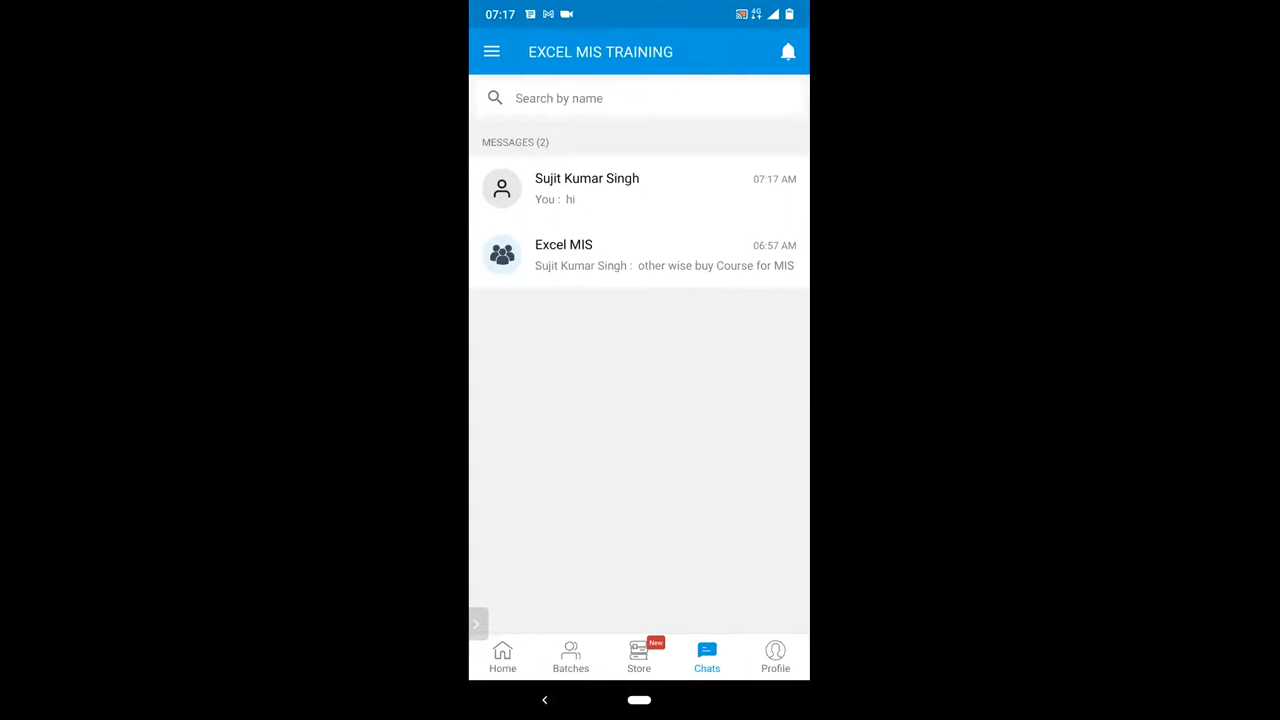 07:17
4G
EXCEL MIS TRAINING
Search by name
MESSAGES (2)
Sujit Kumar Singh
07:17 AM
You : hi
Excel MIS
06:57 AM
Sujit Kumar Singh : other wise buy Course for MIS
New
Home
Batches
Store
Chats
Profile